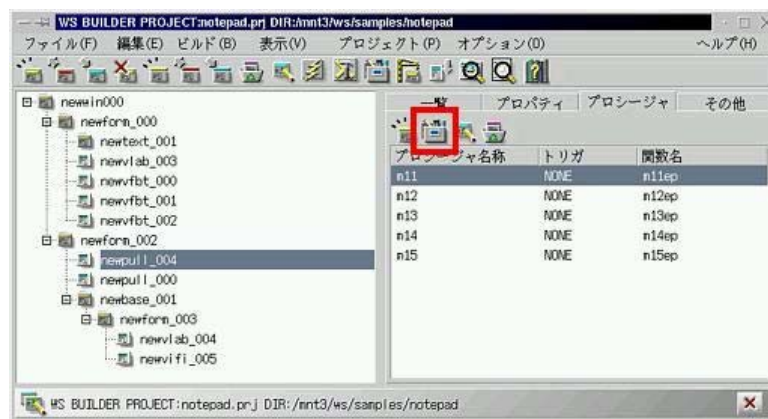 WS BUILDER PROJECT:notepad.prj DIR:/mnt3/ws/samples/notepad
ファイル(F) 編集(E) ビルド(B) 表示(V) プロジェクト(P) オプション(O) ヘルプ(H)
一覧 プロパティ プロシージャ その他
newwin000
newform_000
newtext_001
newvlab_003
newvfbt_000
newvfbt_001
newvfbt_002
newform_002
newpull_004
newpull_000
newbase_001
newform_003
newvlab_004
newvifi_005
プロシージャ名称 トリガ 関数名
m11 NONE m11ep
m12 NONE m12ep
m13 NONE m13ep
m14 NONE m14ep
m15 NONE m15ep
WS BUILDER PROJECT:notepad.prj DIR:/mnt3/ws/samples/notepad